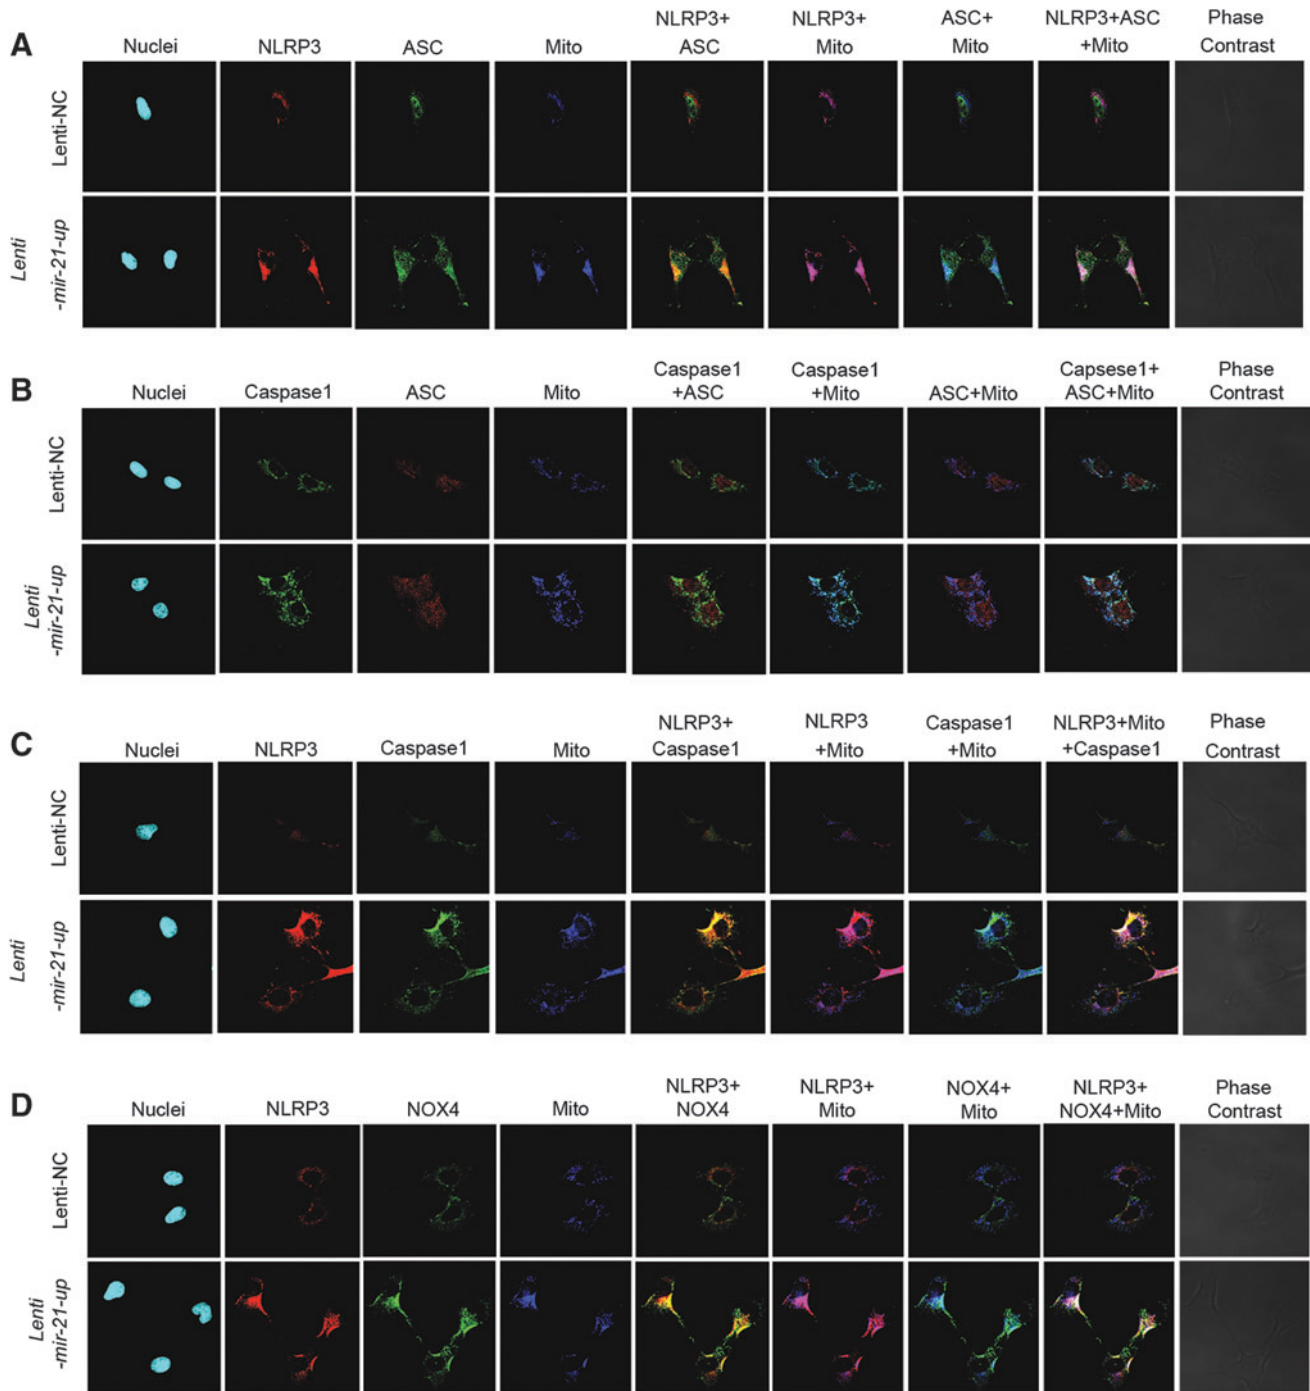 A
Nuclei NLRP3 ASC Mito NLRP3+ NLRP3+ ASC+ NLRP3+ASC Phase
ASC Mito Mito +Mito Contrast
Lenti-NC
Lenti
-mir-21-up
B
Nuclei Caspase1 ASC Mito Caspase1 Caspase1 ASC+Mito Capsese1+ Phase
+ASC +Mito ASC+Mito Contrast
Lenti-NC
Lenti
-mir-21-up
C
Nuclei NLRP3 Caspase1 Mito NLRP3+ NLRP3 Caspase1 NLRP3+Mito Phase
Caspase1 +Mito +Mito +Caspase1 Contrast
Lenti-NC
Lenti
-mir-21-up
D
Nuclei NLRP3 NOX4 Mito NLRP3+ NLRP3+ NOX4+ NLRP3+ Phase
NOX4 Mito Mito NOX4+Mito Contrast
Lenti-NC
Lenti
-mir-21-up